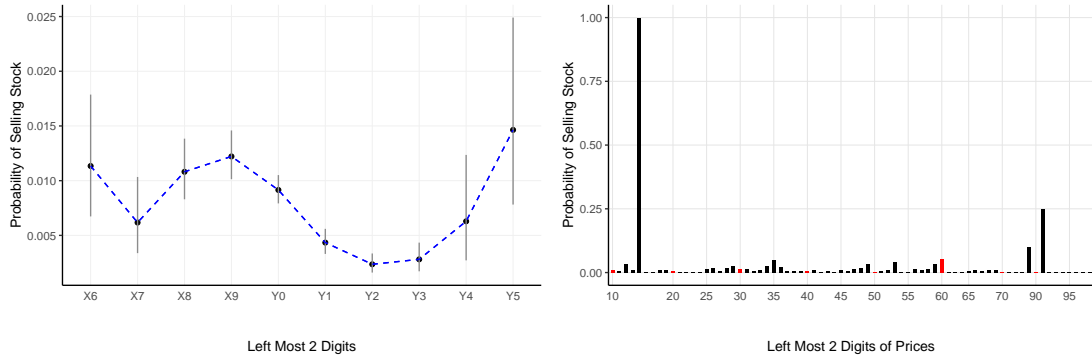 Probability of Selling Stock
0.025
0.020
0.015
0.010
0.005
X6 X7 X8 X9 Y0 Y1 Y2 Y3 Y4 Y5
Left Most 2 Digits
Probability of Selling Stock
1.00
0.75
0.50
0.25
0.00
10 20 25 30 35 40 45 50 55 60 65 70 90 95
Left Most 2 Digits of Prices